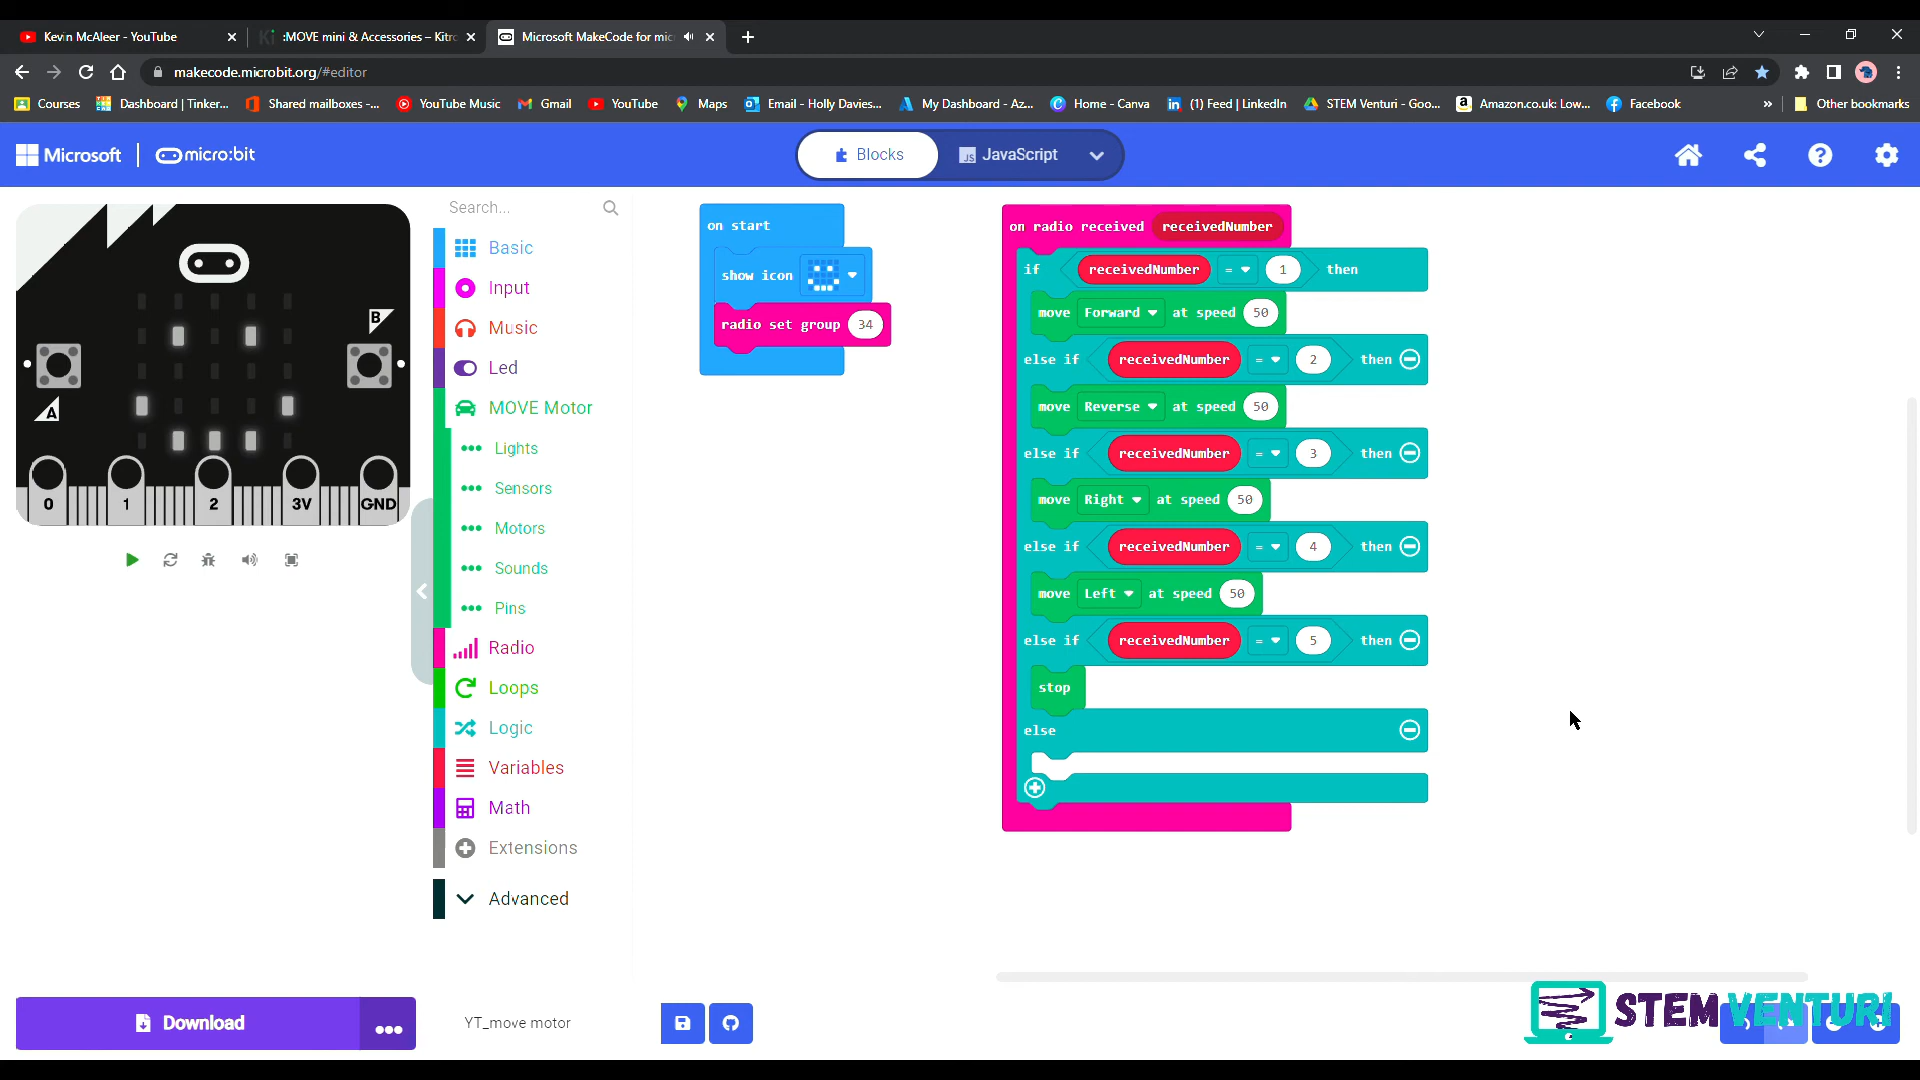 Kevin McAleer - YouTube
:MOVE mini & Accessories – Kitro
Microsoft MakeCode for mic
makecode.microbit.org/#editor
Courses
Dashboard | Tinker...
Shared mailboxes -...
YouTube Music
Gmail
YouTube
Maps
Email - Holly Davies...
My Dashboard - Az...
Home - Canva
(1) Feed | LinkedIn
STEM Venturi - Goo...
Amazon.co.uk: Low...
Facebook
»
Other bookmarks
Microsoft
micro:bit
Blocks
JS JavaScript
B
A
0
1
2
3V
GND
Search...
Basic
Input
Music
Led
MOVE Motor
Lights
Sensors
Motors
Sounds
Pins
Radio
Loops
Logic
Variables
Math
Extensions
Advanced
on start
show icon
radio set group 34
on radio received receivedNumber
if receivedNumber = 1 then
move Forward at speed 50
else if receivedNumber = 2 then
move Reverse at speed 50
else if receivedNumber = 3 then
move Right at speed 50
else if receivedNumber = 4 then
move Left at speed 50
else if receivedNumber = 5 then
stop
else
Download
YT_move motor
STEM VENTURI